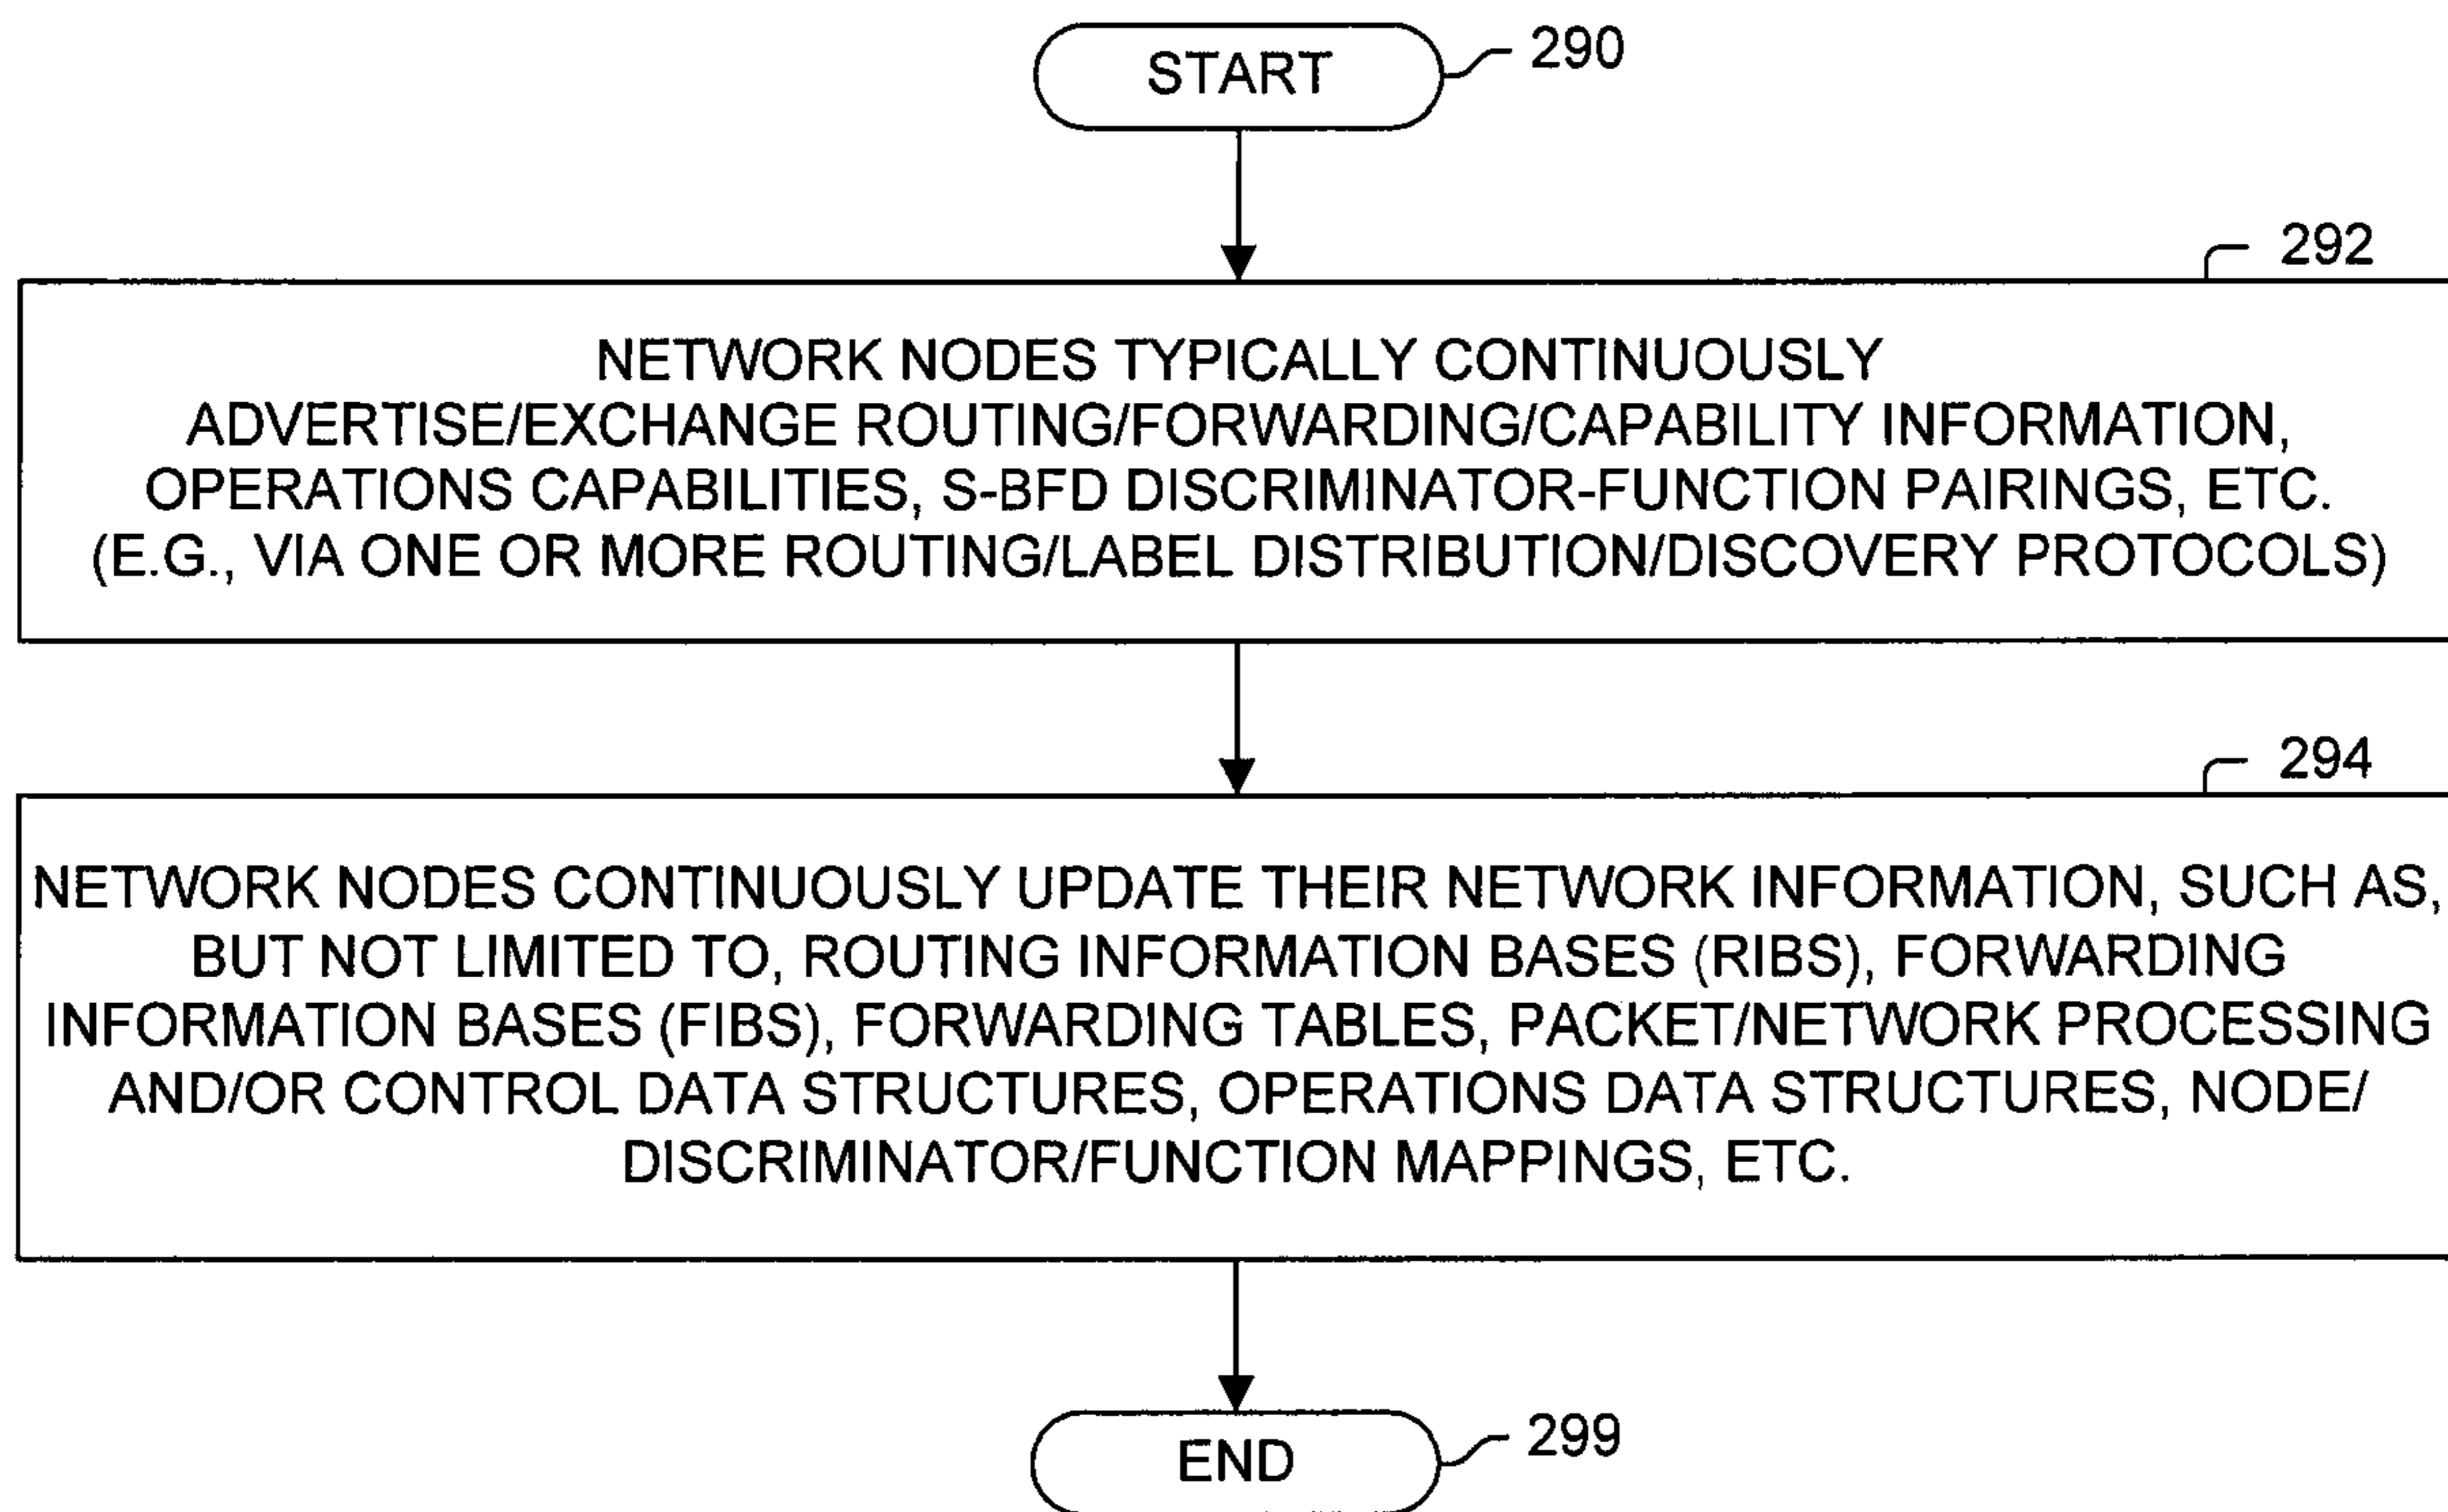 START
290
292
NETWORK NODES TYPICALLY CONTINUOUSLY
ADVERTISE/EXCHANGE ROUTING/FORWARDING/CAPABILITY INFORMATION,
OPERATIONS CAPABILITIES, S-BFD DISCRIMINATOR-FUNCTION PAIRINGS, ETC.
(E.G., VIA ONE OR MORE ROUTING/LABEL DISTRIBUTION/DISCOVERY PROTOCOLS)
294
NETWORK NODES CONTINUOUSLY UPDATE THEIR NETWORK INFORMATION, SUCH AS,
BUT NOT LIMITED TO, ROUTING INFORMATION BASES (RIBS), FORWARDING
INFORMATION BASES (FIBS), FORWARDING TABLES, PACKET/NETWORK PROCESSING
AND/OR CONTROL DATA STRUCTURES, OPERATIONS DATA STRUCTURES, NODE/
DISCRIMINATOR/FUNCTION MAPPINGS, ETC.
END
299